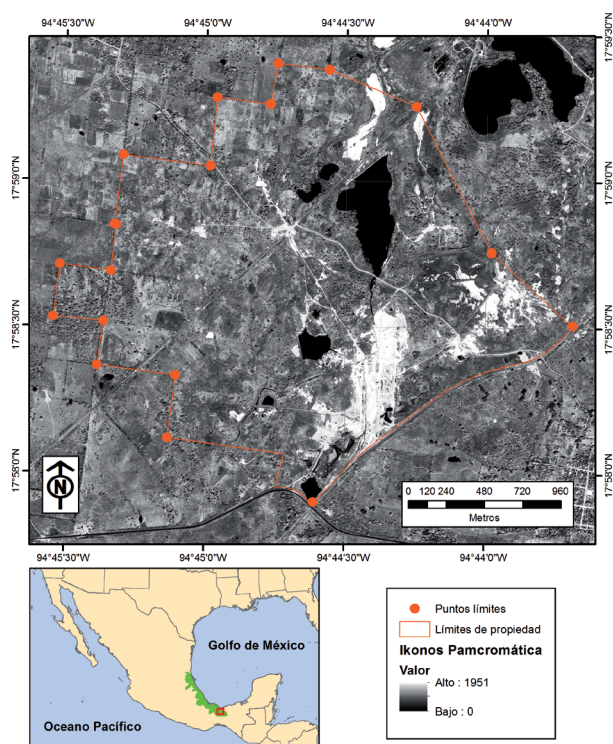 94°45'30"W
94°45'0"W
94°44'30"W
94°44'0"W
17°59'30"N
17°59'0"N
17°59'0"N
17°58'30"N
17°58'30"N
17°58'0"N
17°58'0"N
N
0 120 240 480 720 960
Metros
94°45'30"W
94°45'0"W
94°44'30"W
94°44'0"W
Golfo de México
Oceano Pacífico
Puntos límites
Límites de propiedad
Ikonos Pamcromática
Valor
Alto : 1951
Bajo : 0